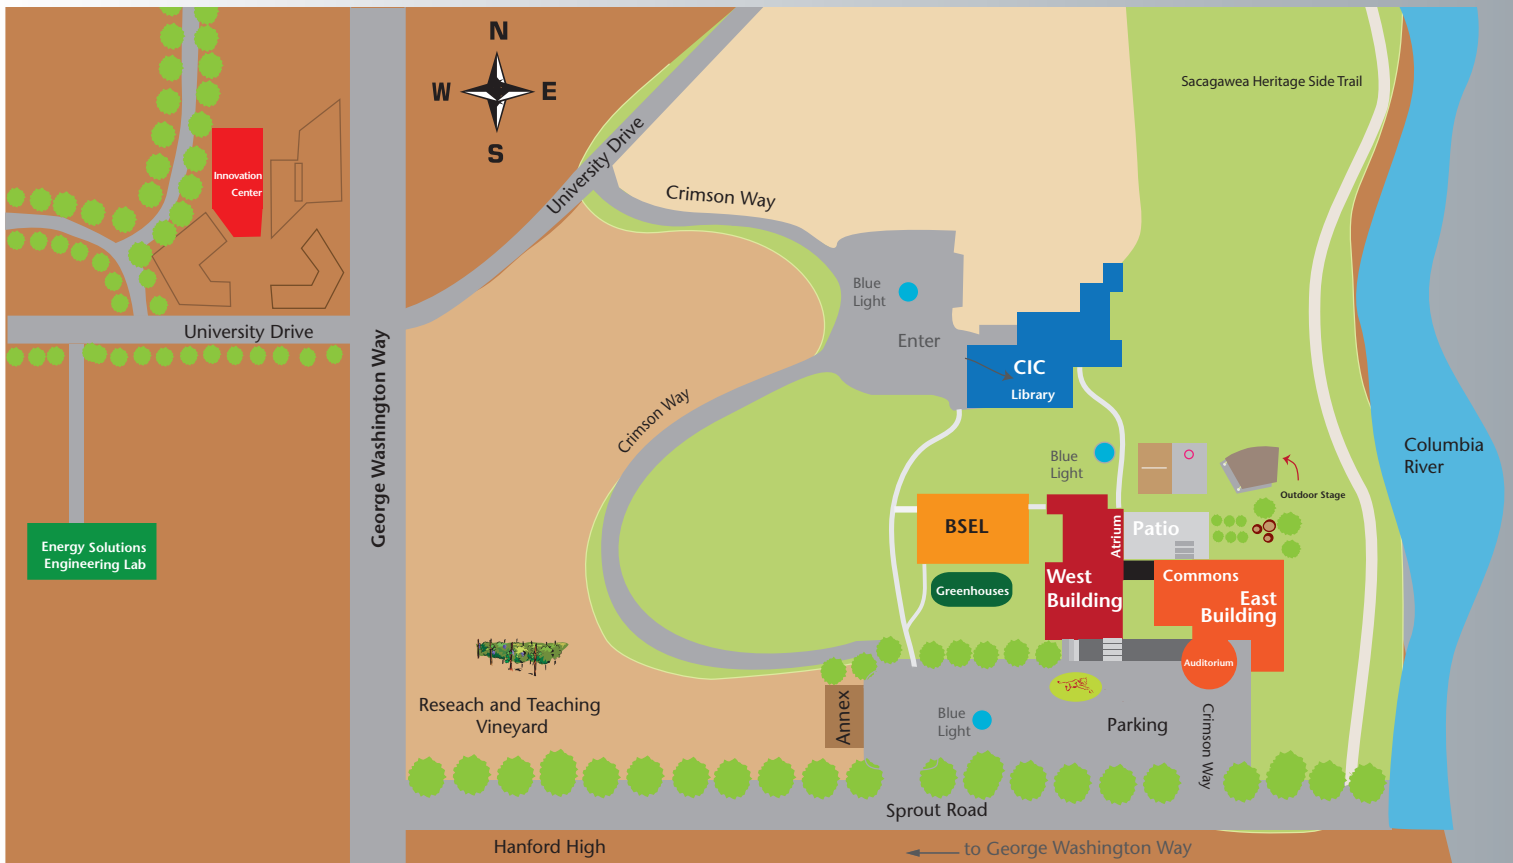 N
W
E
S
Sacagawea Heritage Side Trail
University Drive
Innovation
Center
Crimson Way
Blue
Light
Enter
University Drive
George Washington Way
CIC
Library
Crimson Way
Columbia
River
Blue
Light
Outdoor Stage
BSEL
Atrium
Patio
Energy Solutions
Engineering Lab
West
Building
Commons
East
Building
Greenhouses
Auditorium
Reseach and Teaching
Vineyard
Annex
Blue
Light
Parking
Crimson Way
Sprout Road
Hanford High
to George Washington Way